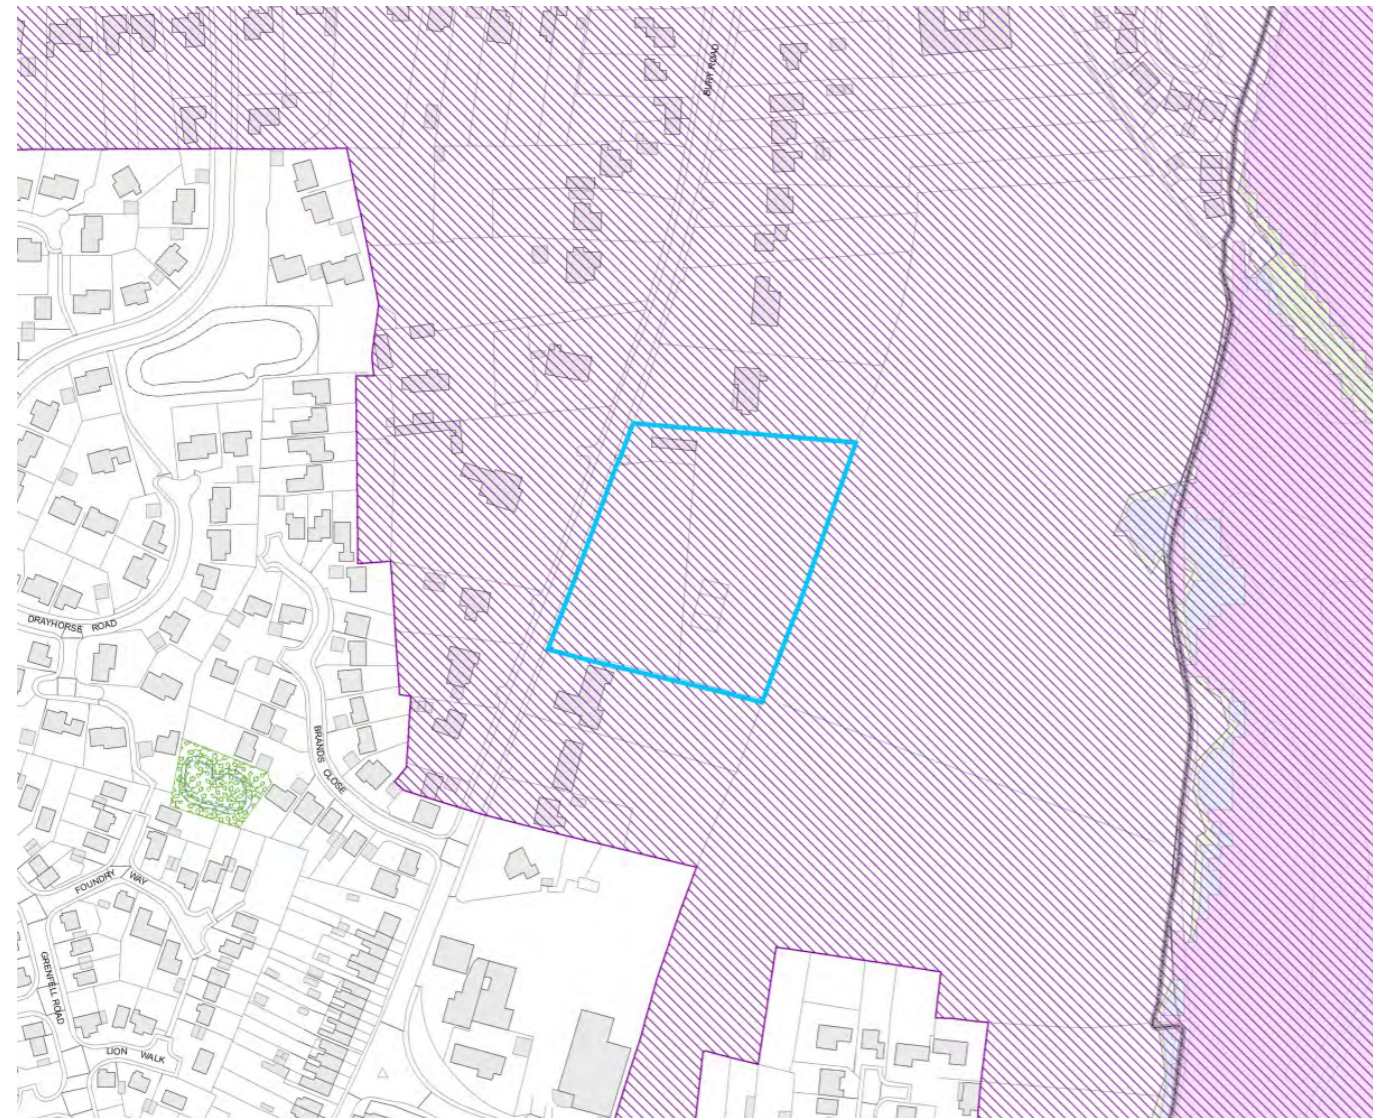 BURY ROAD
DRAYHORSE ROAD
BRANDS CLOSE
FOUNDRY WAY
GRENFELL ROAD
LION WALK